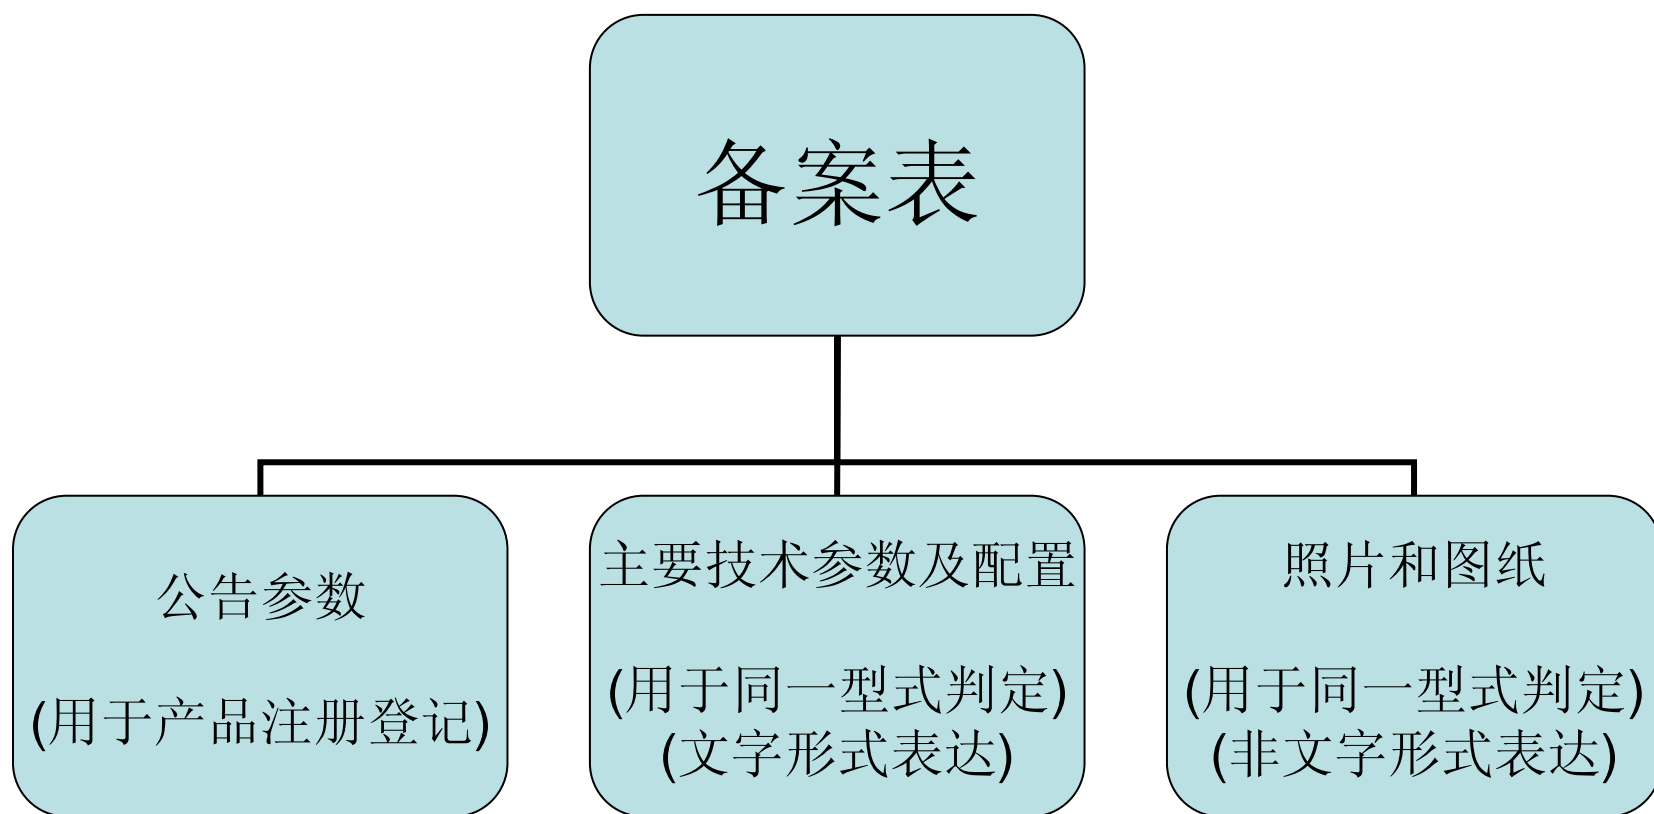 备案表
公告参数
(用于产品注册登记)
主要技术参数及配置
(用于同一型式判定)
(文字形式表达)
照片和图纸
(用于同一型式判定)
(非文字形式表达)